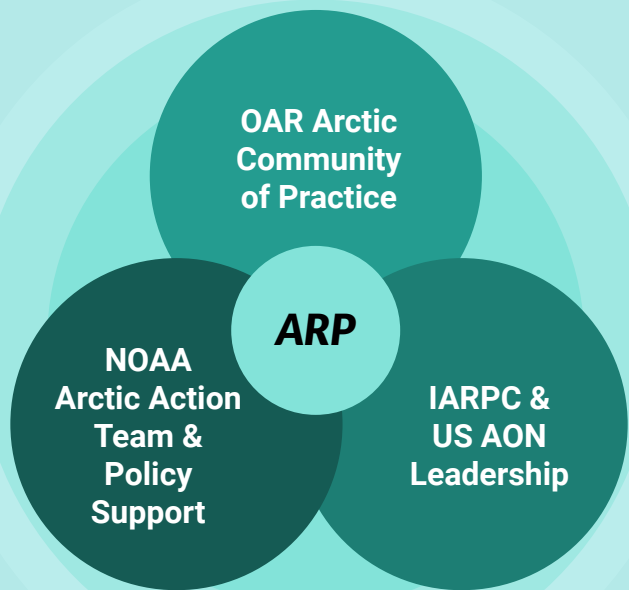 OAR Arctic
Community
of Practice
ARP
NOAA
Arctic Action
Team &
Policy
Support
IARPC &
US AON
Leadership